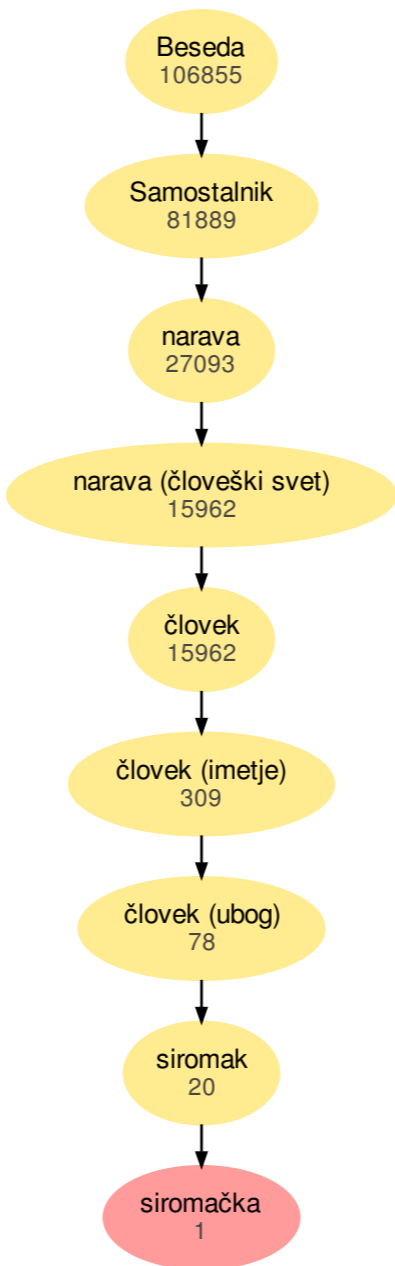 Beseda
106855
Samostalnik
81889
narava
27093
narava (človeški svet)
15962
človek
15962
človek (imetje)
309
človek (ubog)
78
siromak
20
siromačka
1